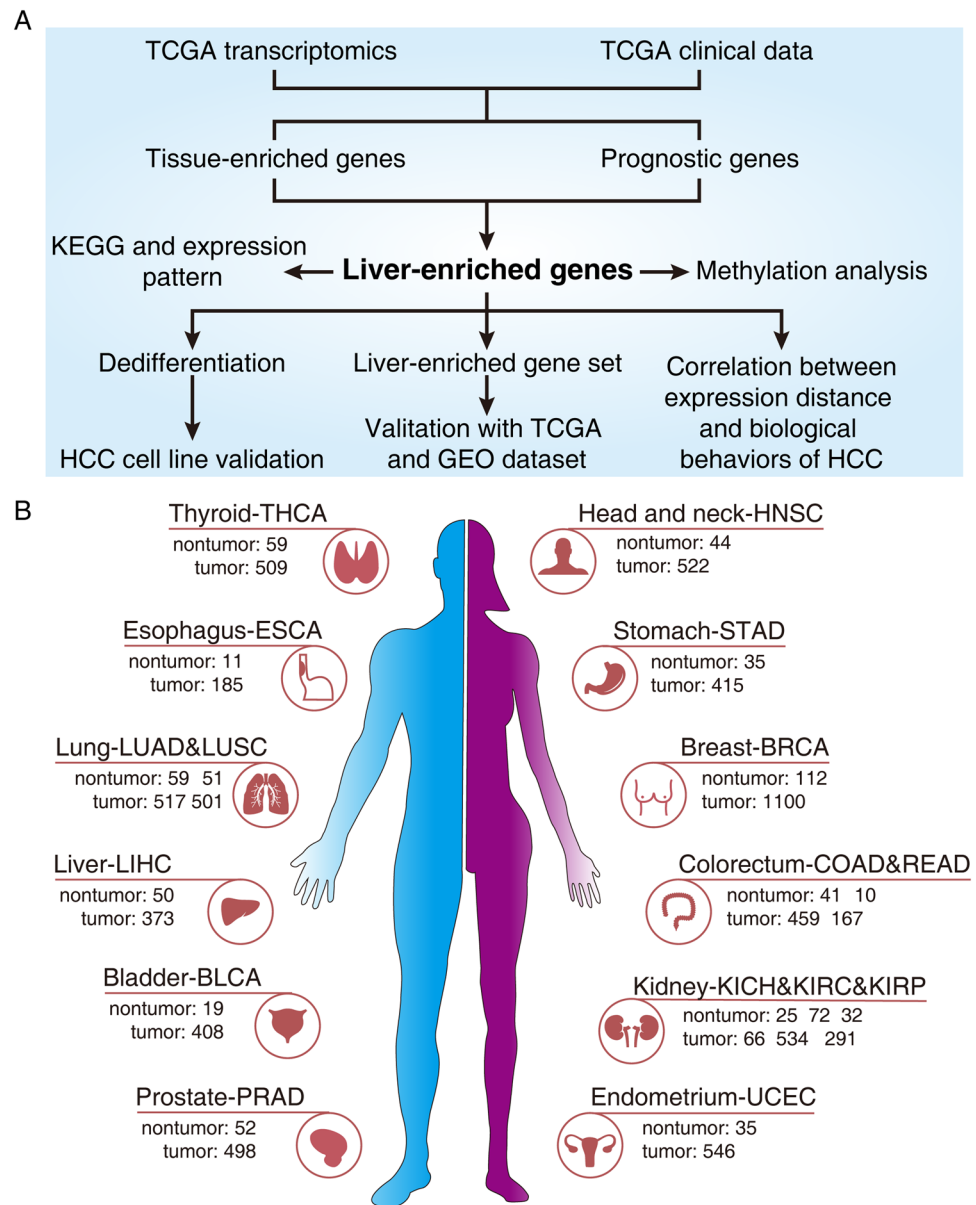 A
TCGA transcriptomics
TCGA clinical data
Tissue-enriched genes
Prognostic genes
KEGG and expression
pattern
Liver-enriched genes
Methylation analysis
Dedifferentiation
HCC cell line validation
Liver-enriched gene set
Valitation with TCGA
and GEO dataset
Correlation between
expression distance
and biological
behaviors of HCC
B
Thyroid-THCA
nontumor: 59
tumor: 509
Head and neck-HNSC
nontumor: 44
tumor: 522
Esophagus-ESCA
nontumor: 11
tumor: 185
Stomach-STAD
nontumor: 35
tumor: 415
Lung-LUAD&LUSC
nontumor: 59 51
tumor: 517 501
Breast-BRCA
nontumor: 112
tumor: 1100
Liver-LIHC
nontumor: 50
tumor: 373
Colorectum-COAD&READ
nontumor: 41 10
tumor: 459 167
Bladder-BLCA
nontumor: 19
tumor: 408
Kidney-KICH&KIRC&KIRP
nontumor: 25 72 32
tumor: 66 534 291
Prostate-PRAD
nontumor: 52
tumor: 498
Endometrium-UCEC
nontumor: 35
tumor: 546